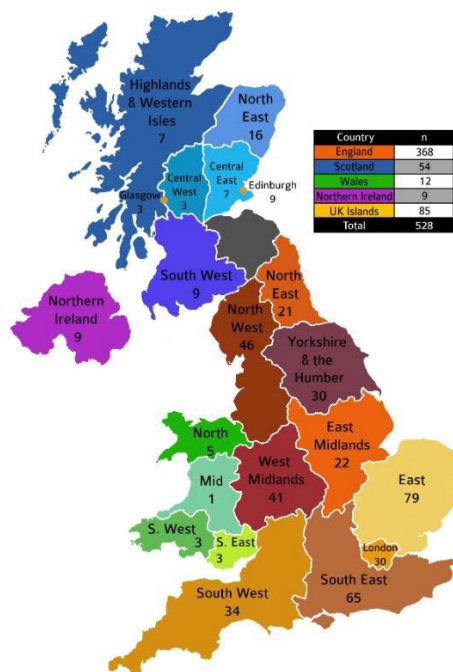 Highlands
& Western
Isles
7
North
East
16
Central
West
3
Central
East
7
Glasgow
3
Edinburgh
9
South West
9
North
East
21
Northern
Ireland
9
North
West
46
Yorkshire
& the
Humber
30
North
5
East
Midlands
22
Mid
1
West
Midlands
41
East
79
S. West
3
S. East
3
London
30
South West
34
South East
65
Country n
England 368
Scotland 54
Wales 12
Northern Ireland 9
UK Islands 85
Total 528